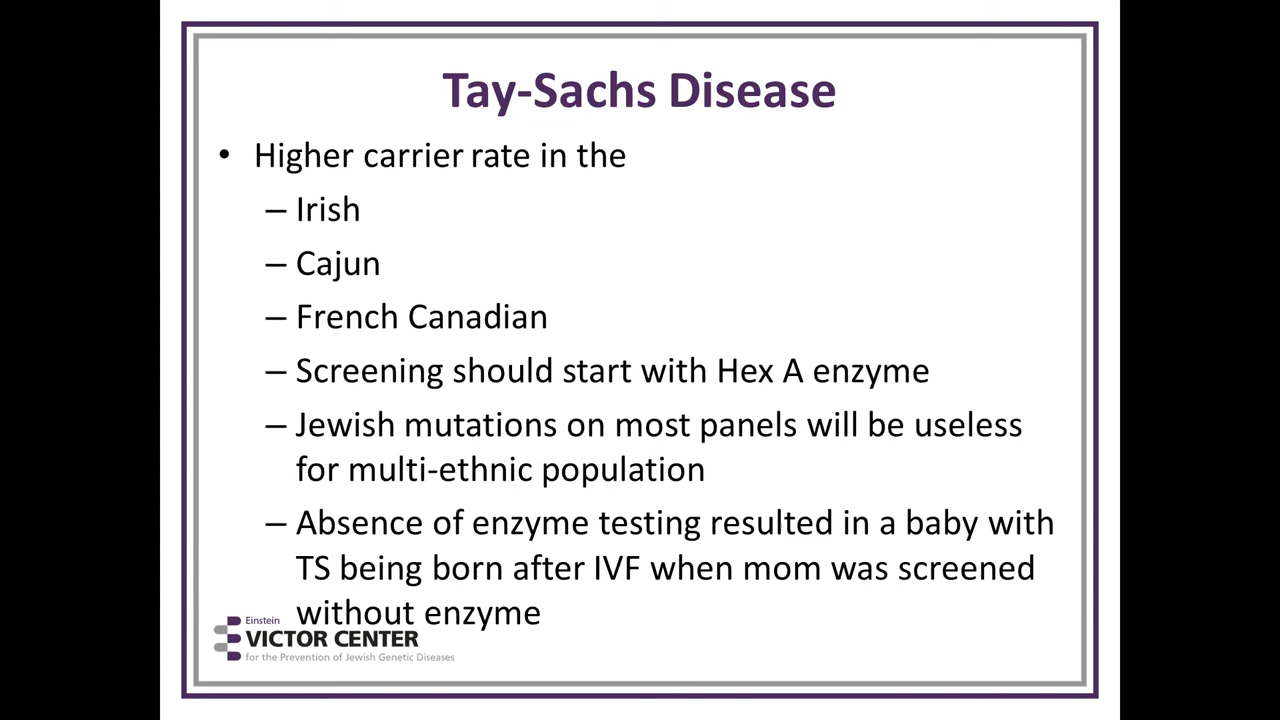 Tay-Sachs Disease
• Higher carrier rate in the
– Irish
– Cajun
– French Canadian
– Screening should start with Hex A enzyme
– Jewish mutations on most panels will be useless
for multi-ethnic population
– Absence of enzyme testing resulted in a baby with
TS being born after IVF when mom was screened
without enzyme
Einstein
VICTOR CENTER
for the Prevention of Jewish Genetic Diseases